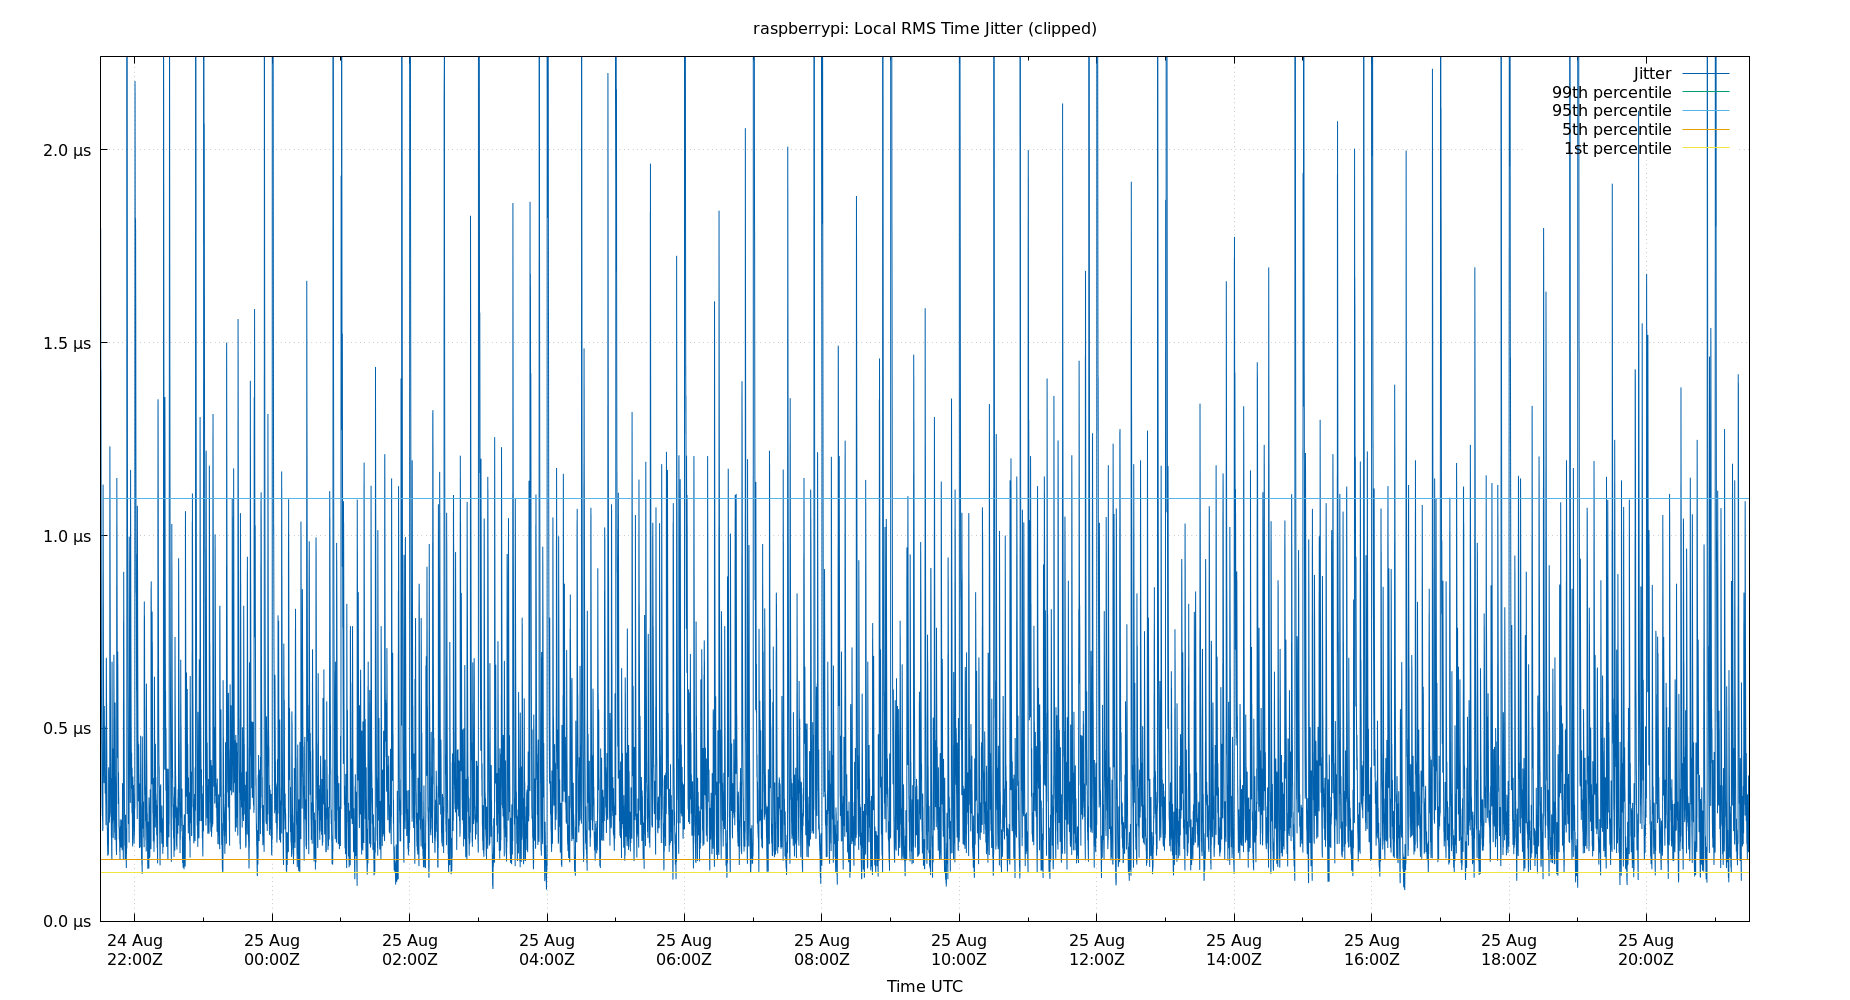 raspberrypi: Local RMS Time Jitter (clipped)
Jitter
99th percentile
95th percentile
5th percentile
1st percentile
2.0 µs
1.5 µs
1.0 µs
0.5 µs
0.0 µs
24 Aug 25 Aug 25 Aug 25 Aug 25 Aug 25 Aug 25 Aug 25 Aug 25 Aug 25 Aug 25 Aug 25 Aug
22:00Z 00:00Z 02:00Z 04:00Z 06:00Z 08:00Z 10:00Z 12:00Z 14:00Z 16:00Z 18:00Z 20:00Z
Time UTC